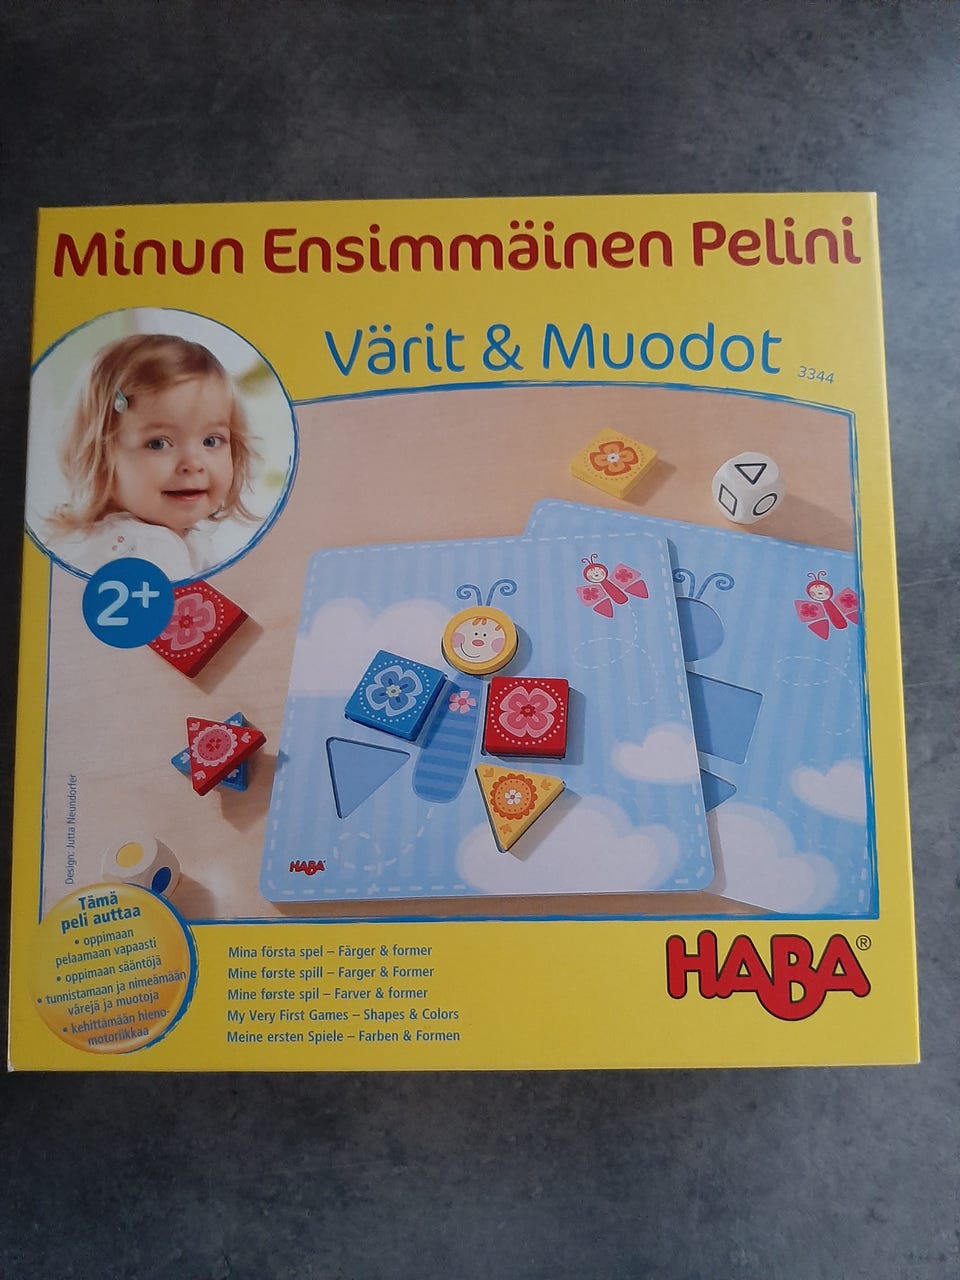 Minun Ensimmäinen Pelini
Värit & Muodot
3344
2+
Design: Jutta Neundorfer
HABA
Tämä
peli auttaa
• oppimaan
pelaamaan vapaasti
• oppimaan sääntöjä
• tunnistamaan ja nimeämään
värejä ja muotoja
• kehittämään hieno-
motoriikkaa
Mina första spel – Färger & former
Mine første spill – Farger & Former
Mine første spil – Farver & former
My Very First Games – Shapes & Colors
Meine ersten Spiele – Farben & Formen
HABA®